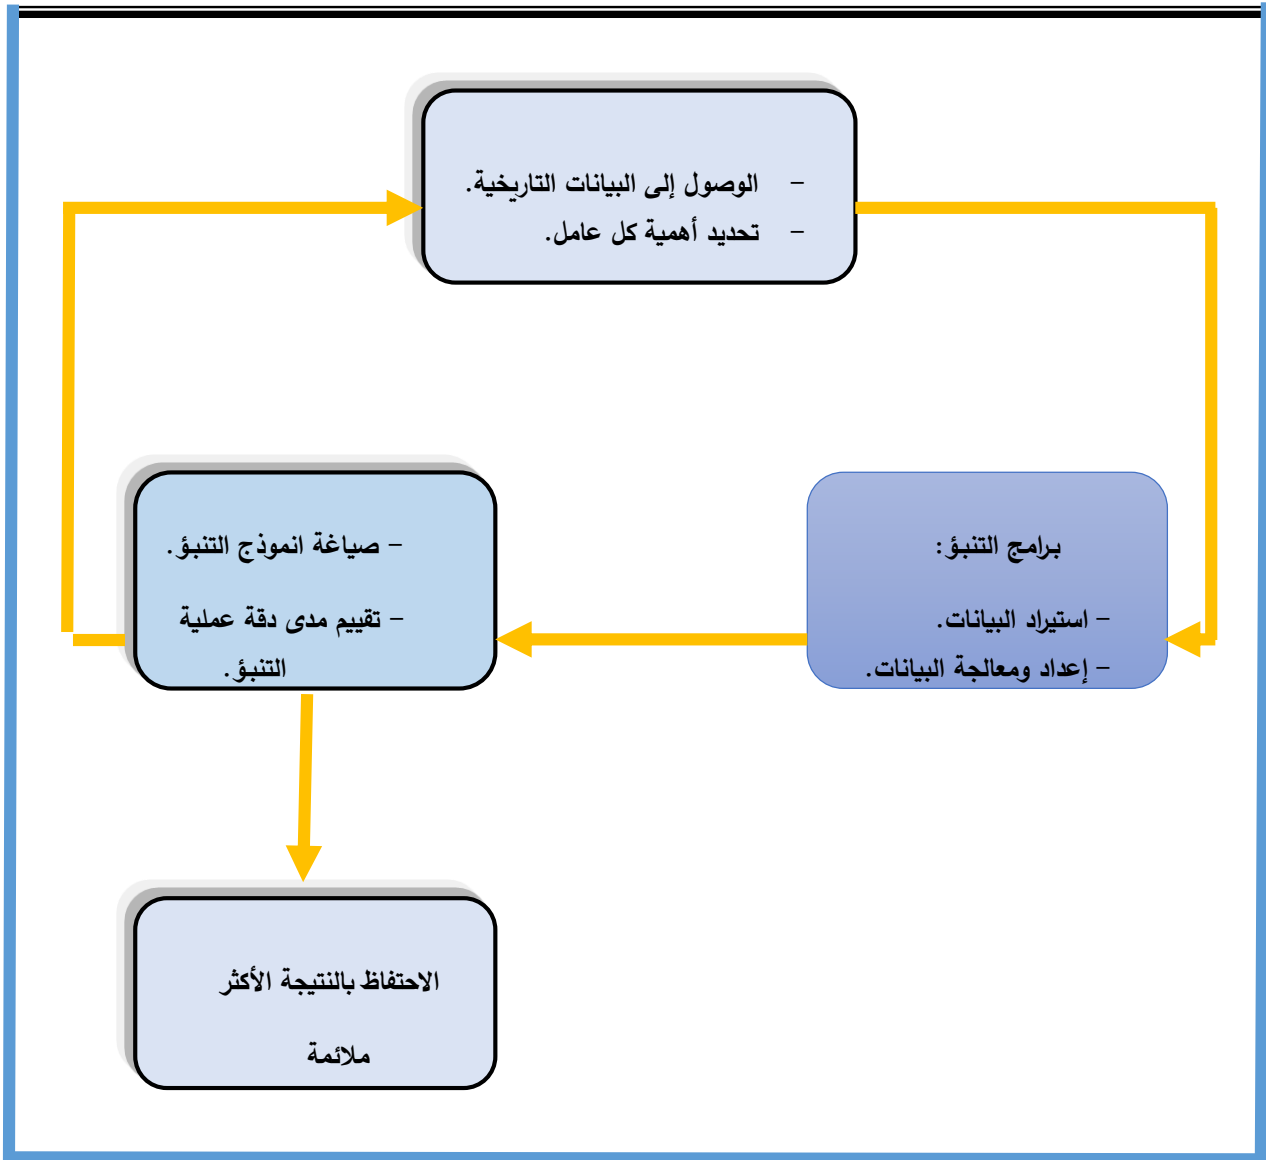 - الوصول إلى البيانات التاريخية.
- تحديد أهمية كل عامل.
برامج التنبؤ:
- استيراد البيانات.
- إعداد ومعالجة البيانات.
- صياغة انموذج التنبؤ.
- تقييم مدى دقة عملية
التنبؤ.
الاحتفاظ بالنتيجة الأكثر
ملائمة